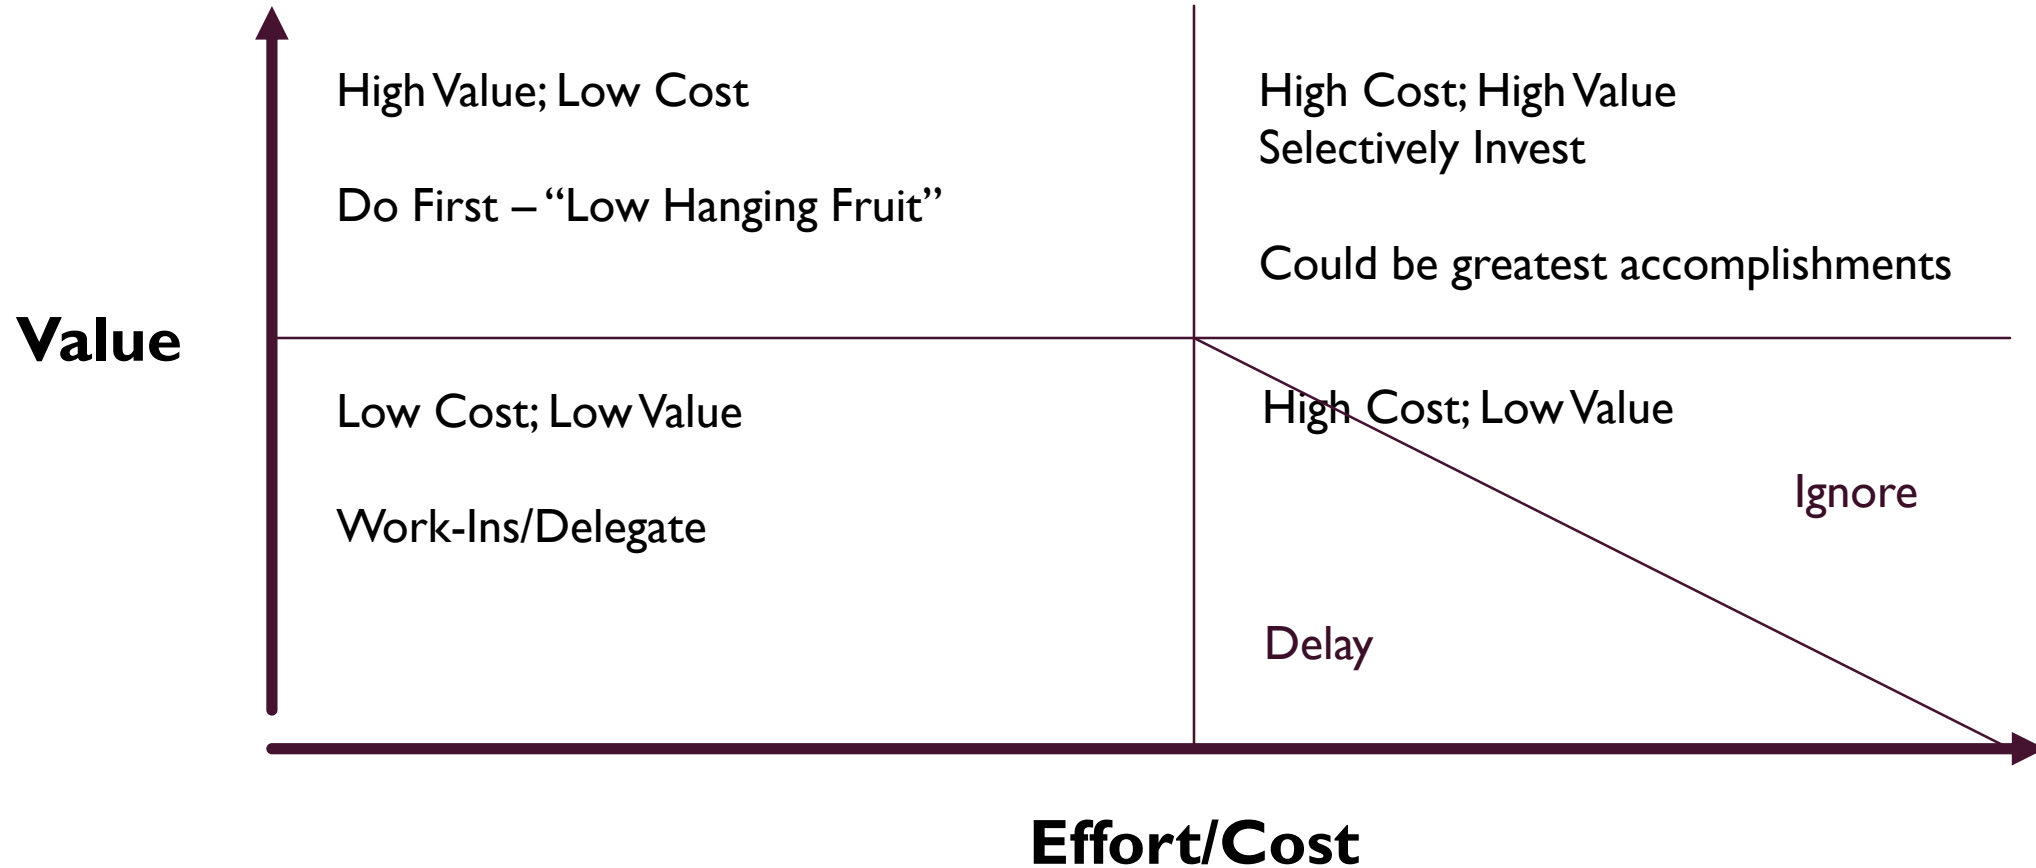 High Value; Low Cost
Do First – “Low Hanging Fruit”
High Cost; High Value
Selectively Invest
Could be greatest accomplishments
Value
Low Cost; Low Value
Work-Ins/Delegate
High Cost; Low Value
Ignore
Delay
Effort/Cost